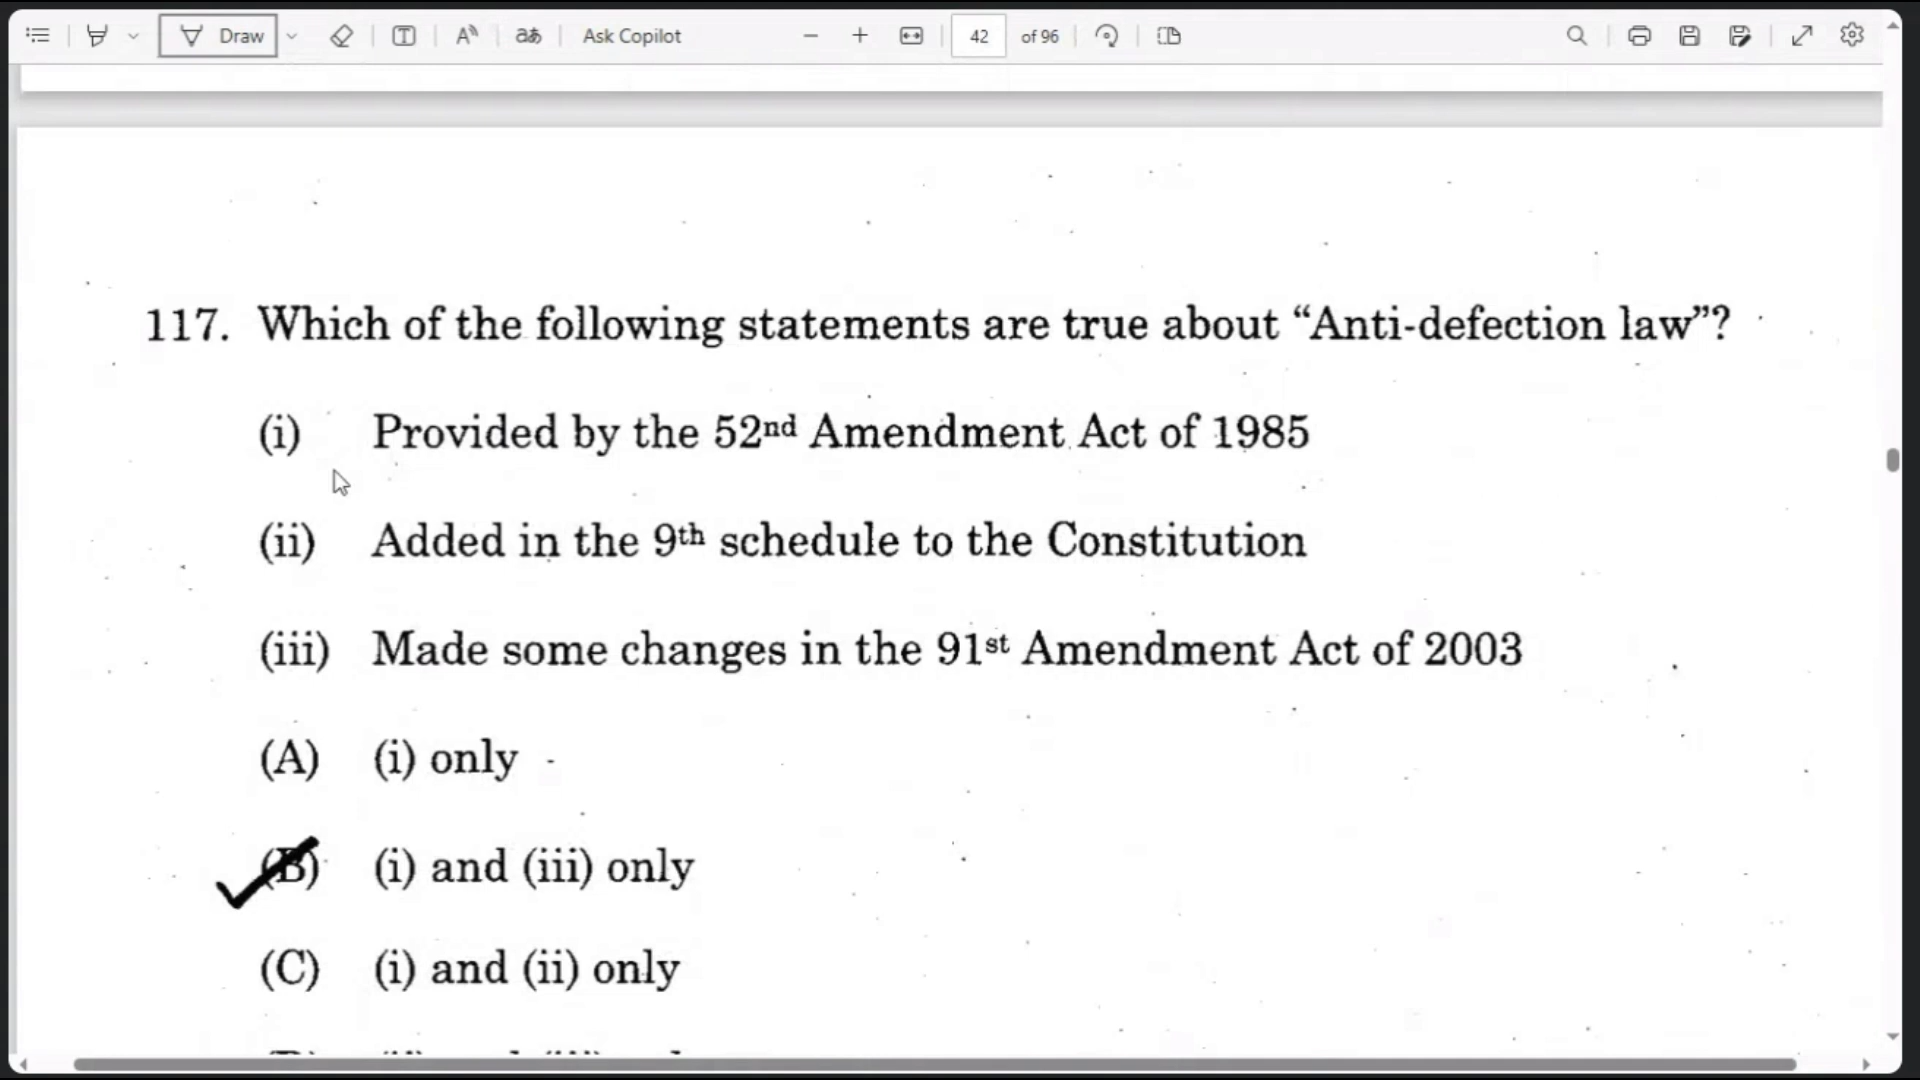 Draw
Ask Copilot
42 of 96
117. Which of the following statements are true about “Anti-defection law”?
(i) Provided by the 52nd Amendment Act of 1985
(ii) Added in the 9th schedule to the Constitution
(iii) Made some changes in the 91st Amendment Act of 2003
(A) (i) only
(B) (i) and (iii) only
(C) (i) and (ii) only